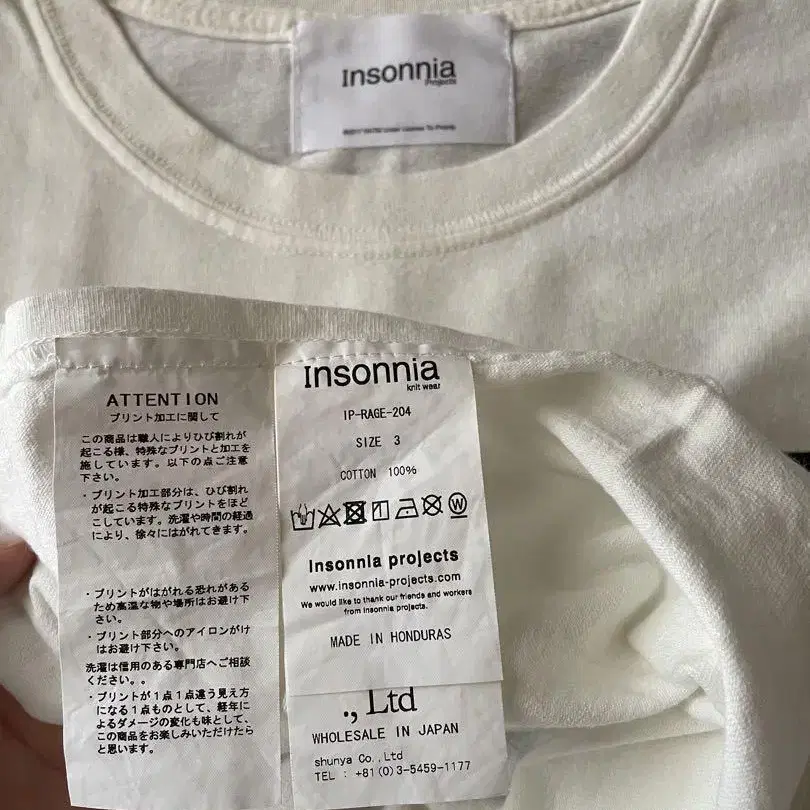 Insonnia
Projects
ATTENTION
プリント加工に関して
この商品は職人によりひび割れが
起こる様、特殊なプリントと加工を
施しています。以下の点ご注意
下さい。
・プリント加工部分は、ひび割れ
が起こる特殊なプリントをほど
こしています。洗濯や時間の経過
により、徐々にはがれてきます。
・プリントがはがれる恐れがある
ため高温な物や場所はお避け下
さい。
・プリント部分へのアイロンがけ
はお避け下さい。
洗濯は信用のある専門店へご相談
ください。。
・プリントが1点1点違う見え方
になる1点ものとして、経年に
よるダメージの変化も味として、
この商品をお楽しみいただけたら
と思います。
Insonnia
knit wear
IP-RAGE-204
SIZE 3
COTTON 100%
W
Insonnia projects
www.insonnia-projects.com
We would like to thank our friends and workers
from Insonnia projects.
MADE IN HONDURAS
., Ltd
WHOLESALE IN JAPAN
shunya Co.,Ltd
TEL : +81(0)3-5459-1177